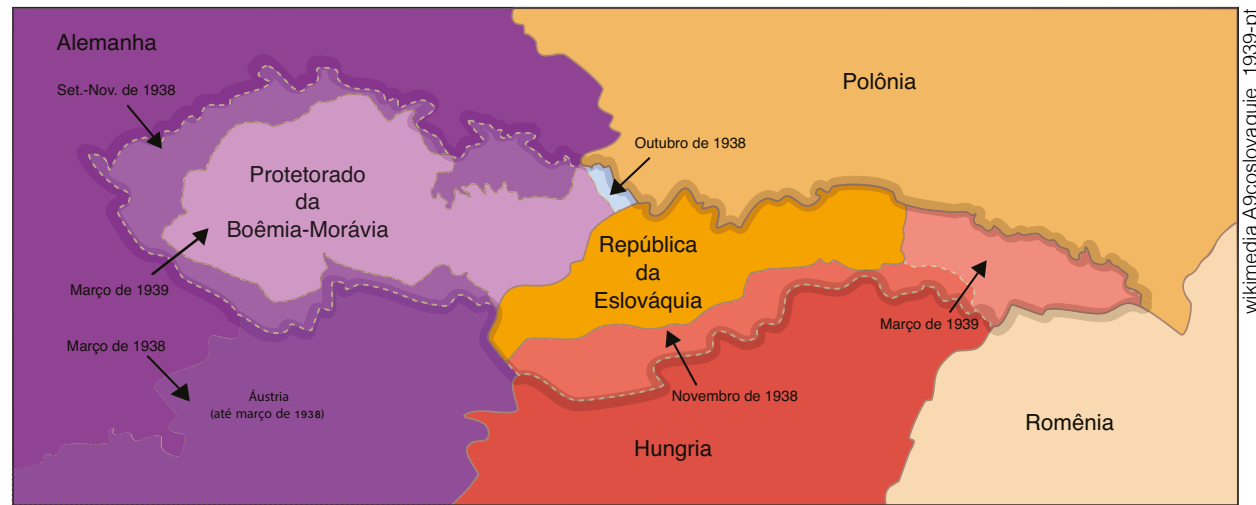 Alemanha
Set.-Nov. de 1938
Polônia
Outubro de 1938
Protetorado
da
Boêmia-Morávia
República
da
Eslováquia
Março de 1939
Março de 1939
Março de 1938
Áustria
(até março de 1938)
Novembro de 1938
Hungria
Romênia
wikimedia A9coslovaquie_1939-pt